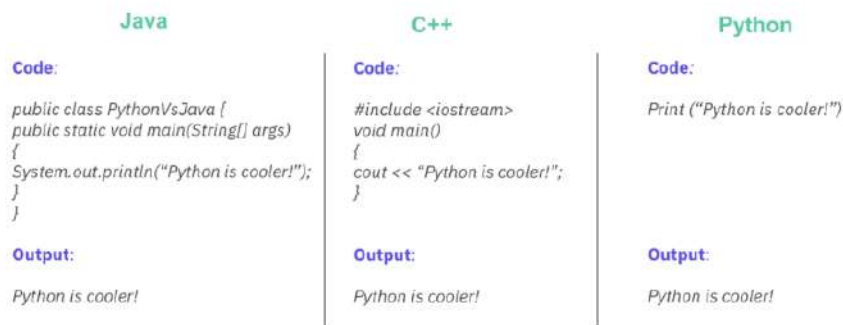 Java
Code:
public class PythonVsJava {
public static void main(String[] args)
{
System.out.println(“Python is cooler!”);
}
}
Output:
Python is cooler!
C++
Code:
#include <iostream>
void main()
{
cout << “Python is cooler!”;
}
Output:
Python is cooler!
Python
Code:
Print (“Python is cooler!”)
Output:
Python is cooler!